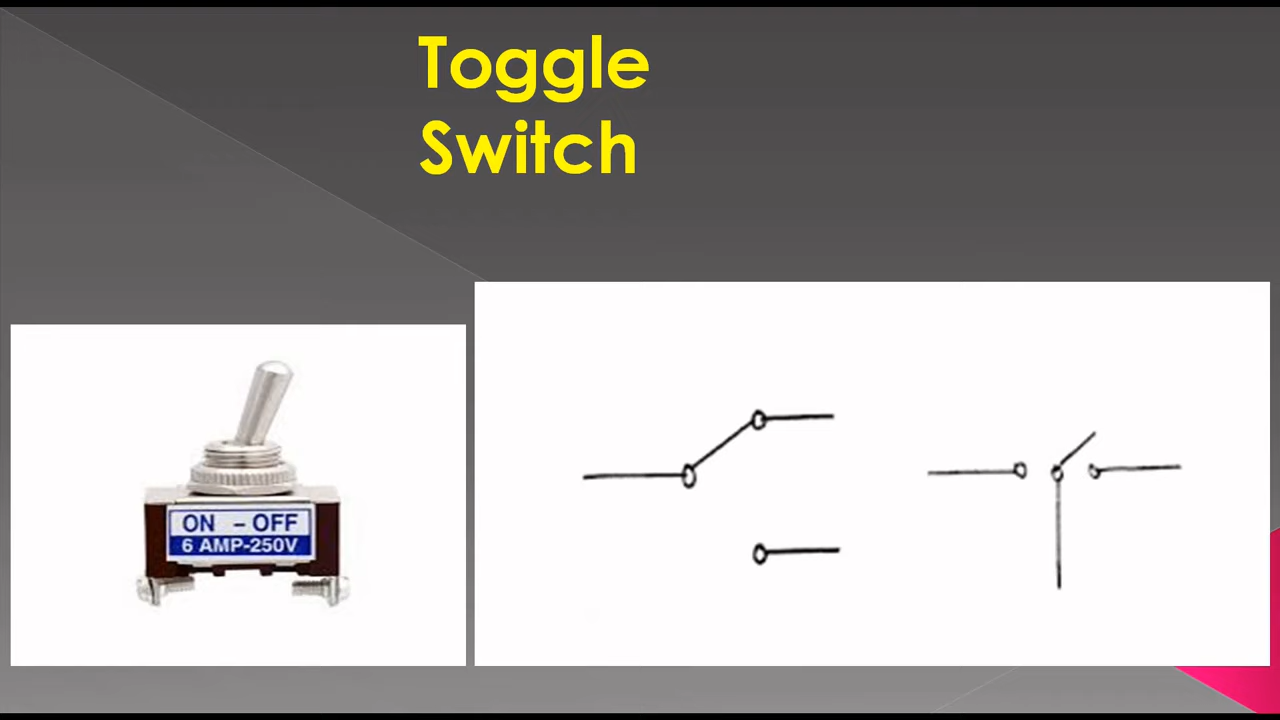 Toggle
Switch
ON – OFF
6 AMP-250V